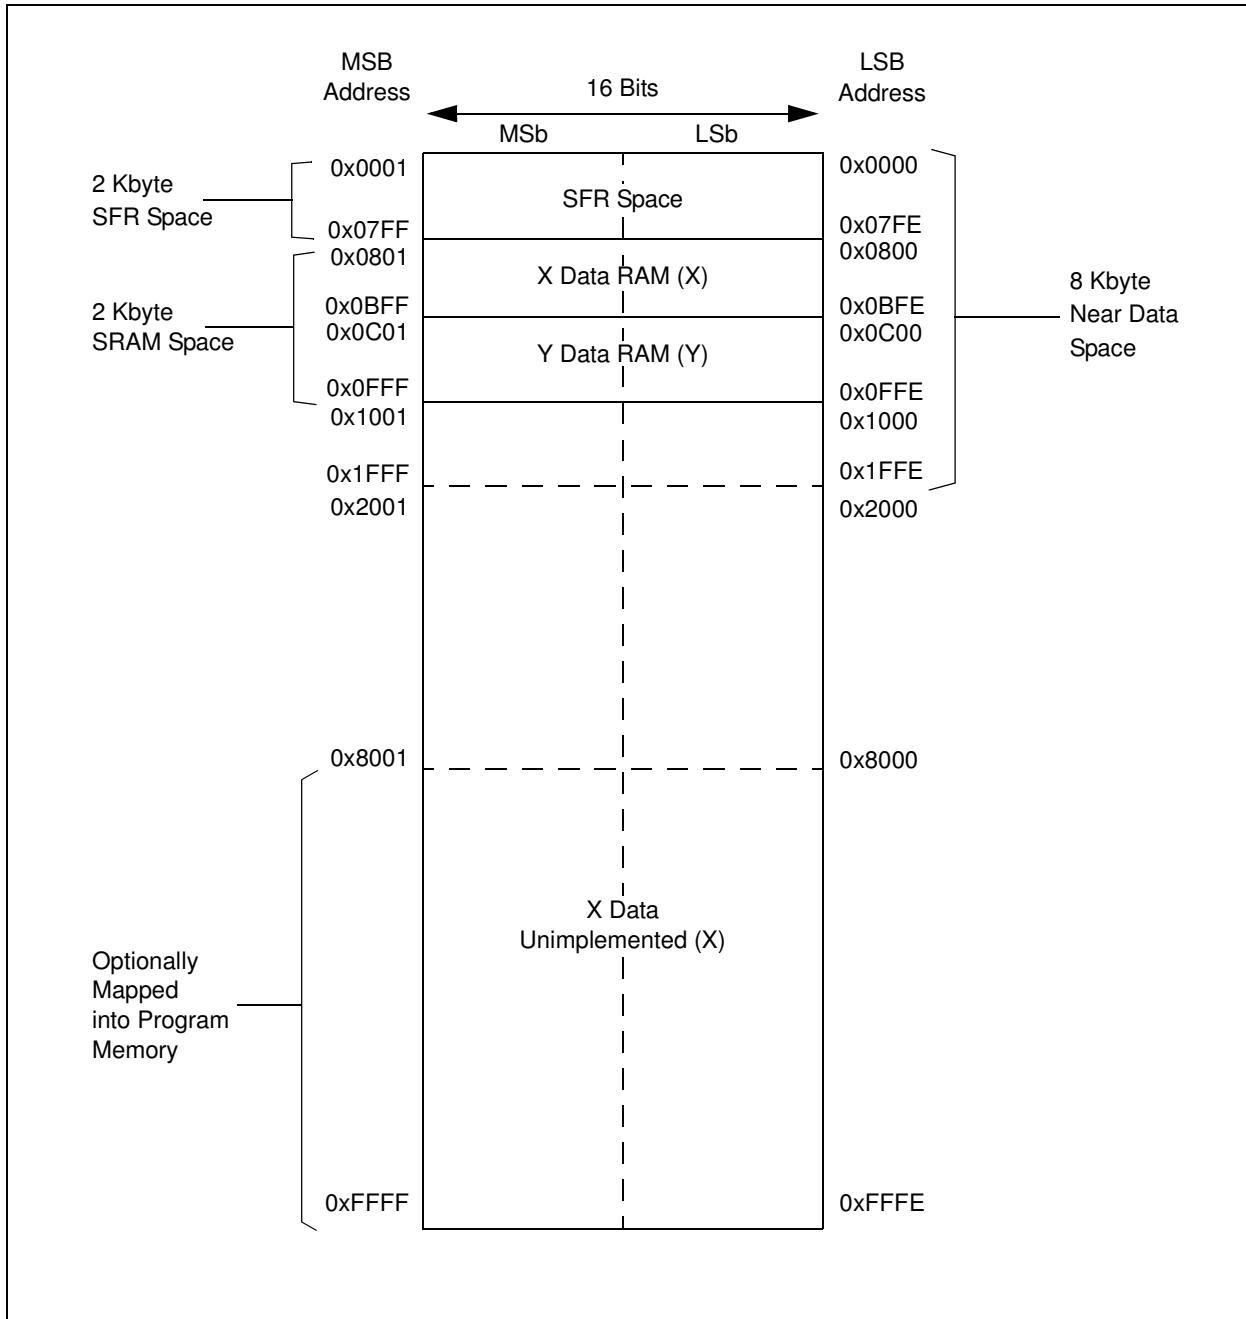 MSB
Address
16 Bits
LSB
Address
MSb
LSb
2 Kbyte
SFR Space
0x0001
0x07FF
SFR Space
0x0000
0x07FE
2 Kbyte
SRAM Space
0x0801
0x0BFF
X Data RAM (X)
0x0800
0x0BFE
0x0C01
0x0FFF
Y Data RAM (Y)
0x0C00
0x0FFE
8 Kbyte
Near Data
Space
0x1001
0x1000
0x1FFF
0x1FFE
0x2001
0x2000
0x8001
0x8000
X Data
Unimplemented (X)
Optionally
Mapped
into Program
Memory
0xFFFF
0xFFFE